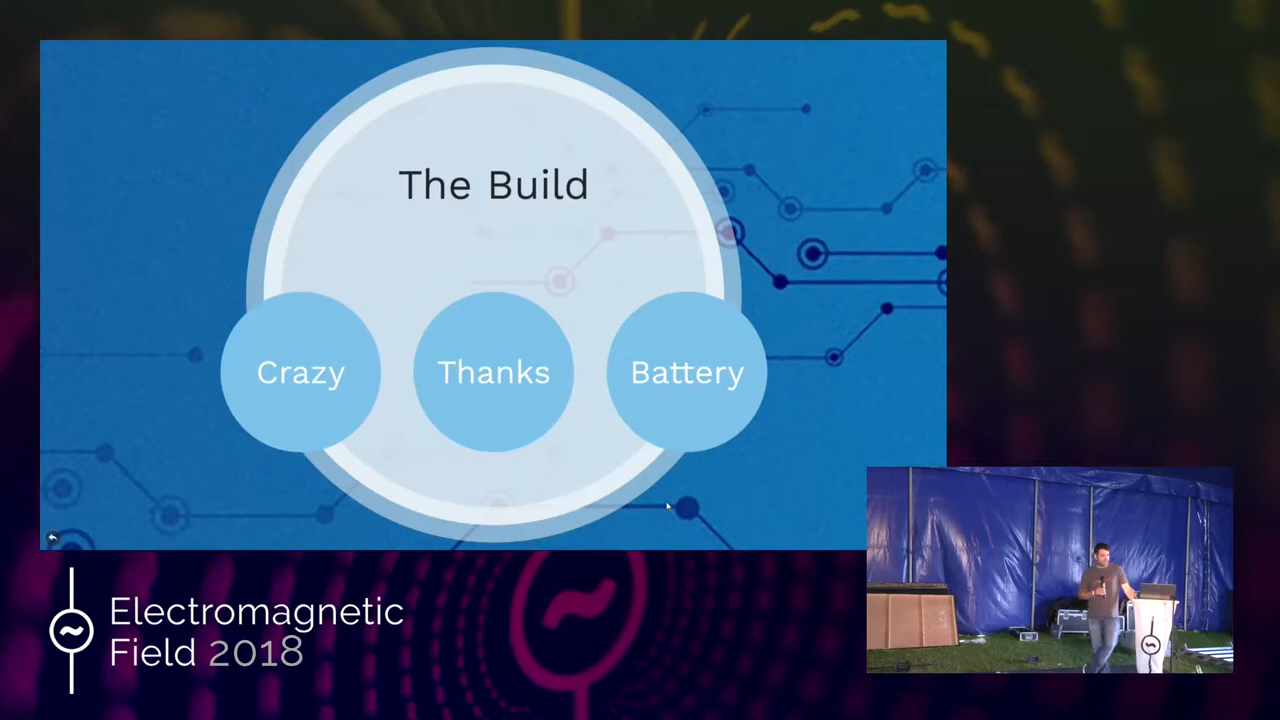 The Build
Crazy
Thanks
Battery
Electromagnetic
Field 2018